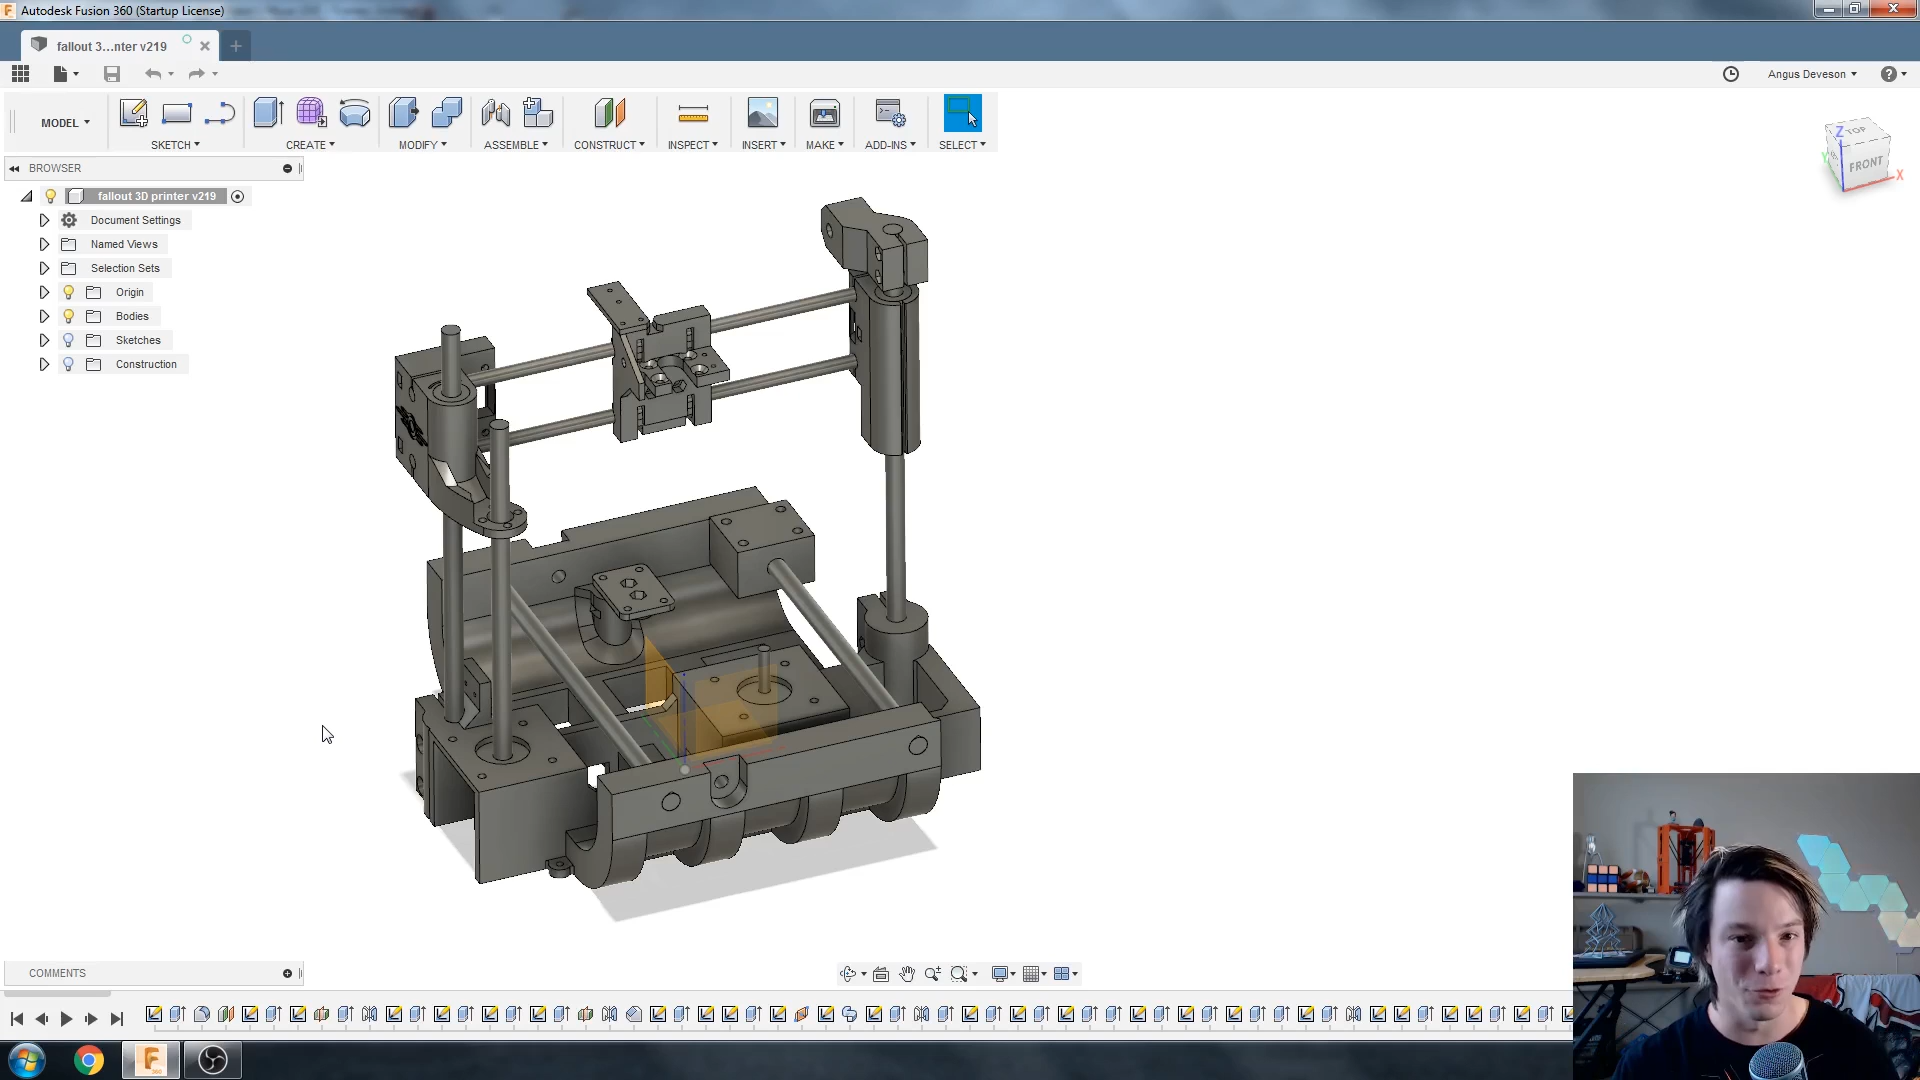 Autodesk Fusion 360 (Startup License)
fallout 3...nter v219
Angus Deveson
MODEL
SKETCH
CREATE
MODIFY
ASSEMBLE
CONSTRUCT
INSPECT
INSERT
MAKE
ADD-INS
SELECT
BROWSER
fallout 3D printer v219
Document Settings
Named Views
Selection Sets
Origin
Bodies
Sketches
Construction
Z
TOP
FRONT
Y
X
COMMENTS